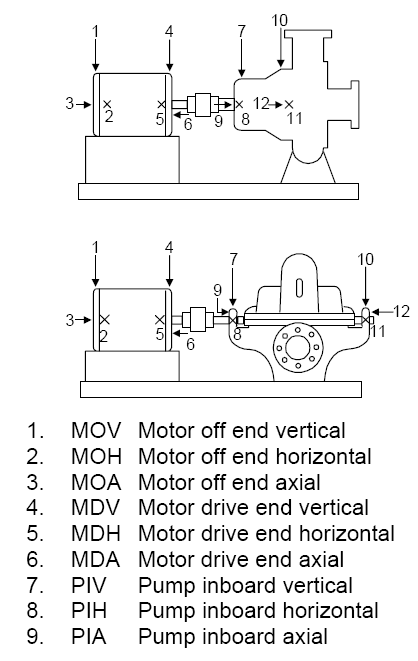 10
1 4 7
3 2 5 6 9 8 12 11
1 4 7 10
9 12
3 2 5 6 8 11
1. MOV Motor off end vertical
2. MOH Motor off end horizontal
3. MOA Motor off end axial
4. MDV Motor drive end vertical
5. MDH Motor drive end horizontal
6. MDA Motor drive end axial
7. PIV Pump inboard vertical
8. PIH Pump inboard horizontal
9. PIA Pump inboard axial